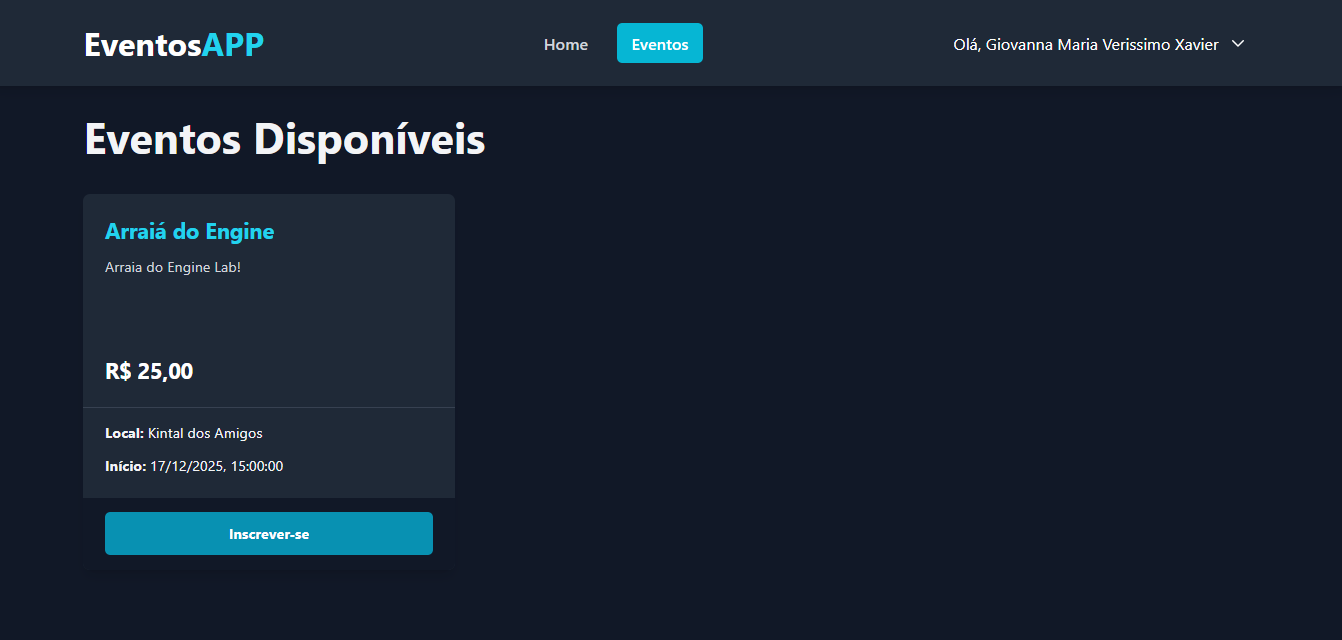 EventosAPP
Home
Eventos
Olá, Giovanna Maria Verissimo Xavier
Eventos Disponíveis
Arraiá do Engine
Arraia do Engine Lab!
R$ 25,00
Local: Kintal dos Amigos
Início: 17/12/2025, 15:00:00
Inscrever-se